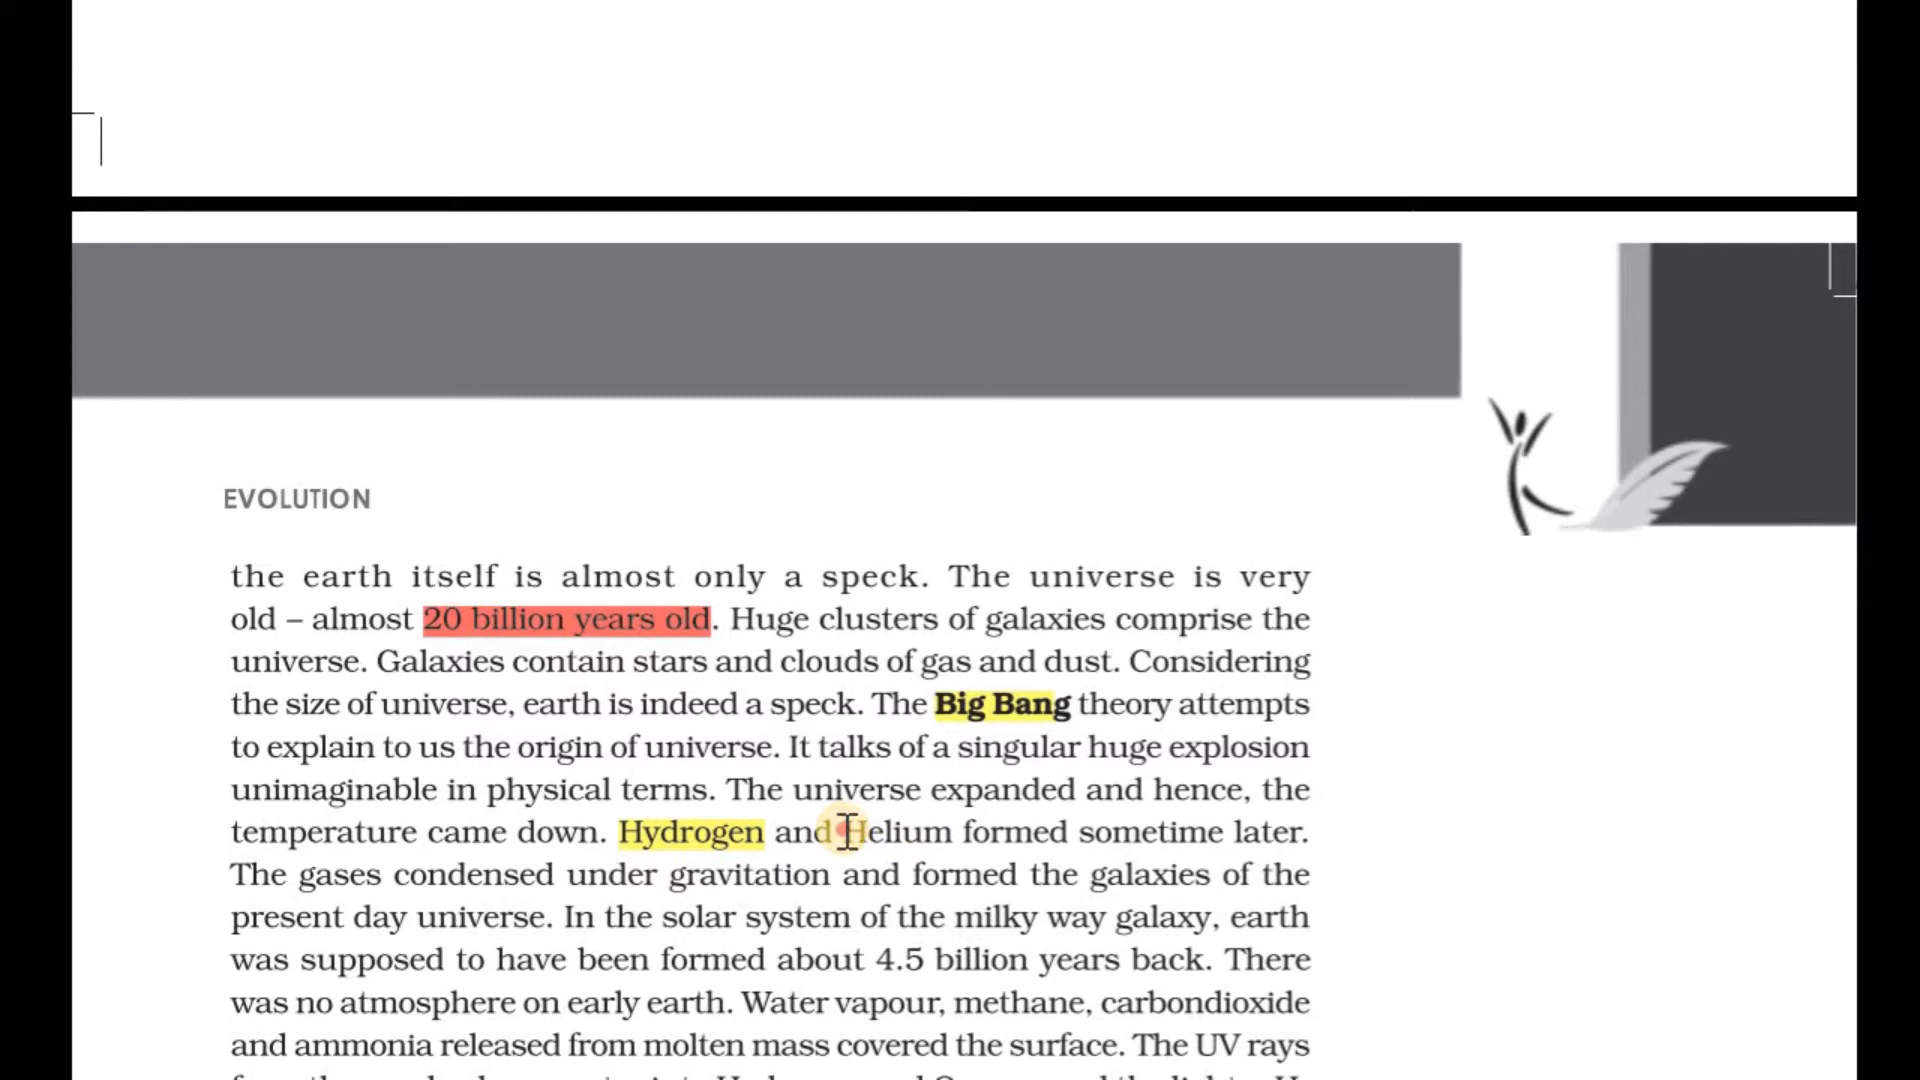 EVOLUTION
the earth itself is almost only a speck. The universe is very
old – almost 20 billion years old. Huge clusters of galaxies comprise the
universe. Galaxies contain stars and clouds of gas and dust. Considering
the size of universe, earth is indeed a speck. The Big Bang theory attempts
to explain to us the origin of universe. It talks of a singular huge explosion
unimaginable in physical terms. The universe expanded and hence, the
temperature came down. Hydrogen and Helium formed sometime later.
The gases condensed under gravitation and formed the galaxies of the
present day universe. In the solar system of the milky way galaxy, earth
was supposed to have been formed about 4.5 billion years back. There
was no atmosphere on early earth. Water vapour, methane, carbondioxide
and ammonia released from molten mass covered the surface. The UV rays